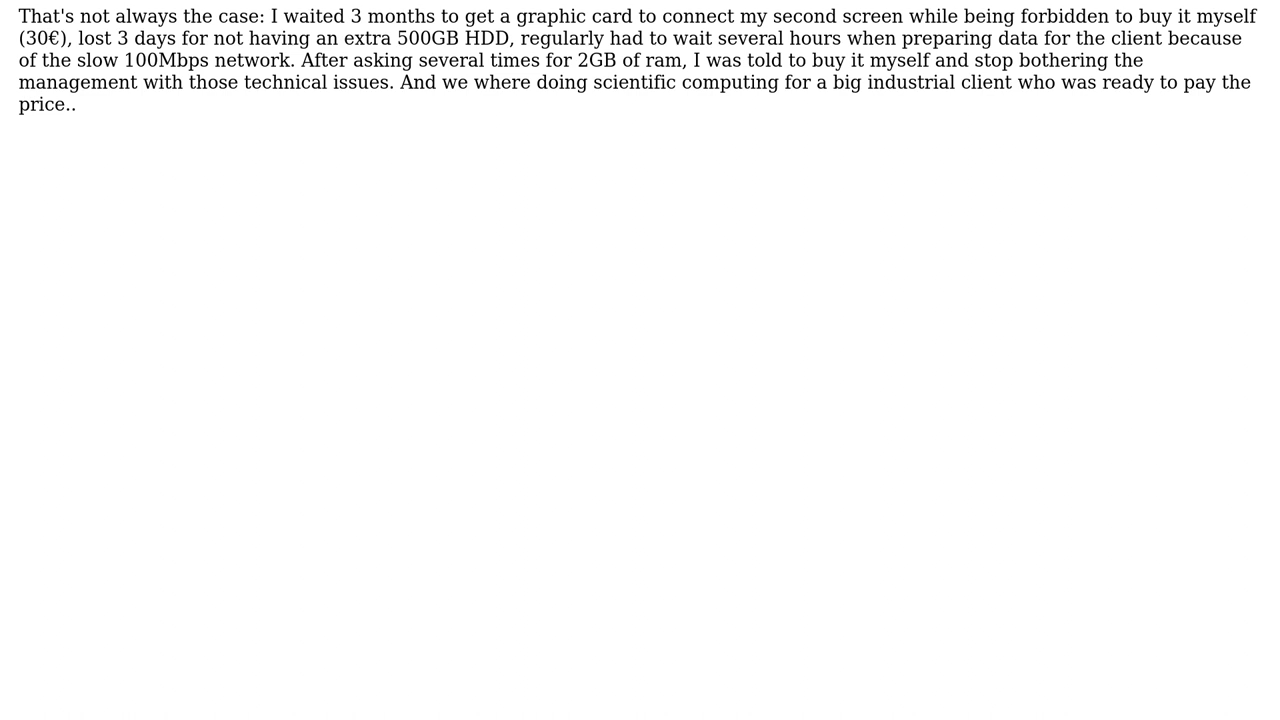 That's not always the case: I waited 3 months to get a graphic card to connect my second screen while being forbidden to buy it myself
(30€), lost 3 days for not having an extra 500GB HDD, regularly had to wait several hours when preparing data for the client because
of the slow 100Mbps network. After asking several times for 2GB of ram, I was told to buy it myself and stop bothering the
management with those technical issues. And we where doing scientific computing for a big industrial client who was ready to pay the
price..